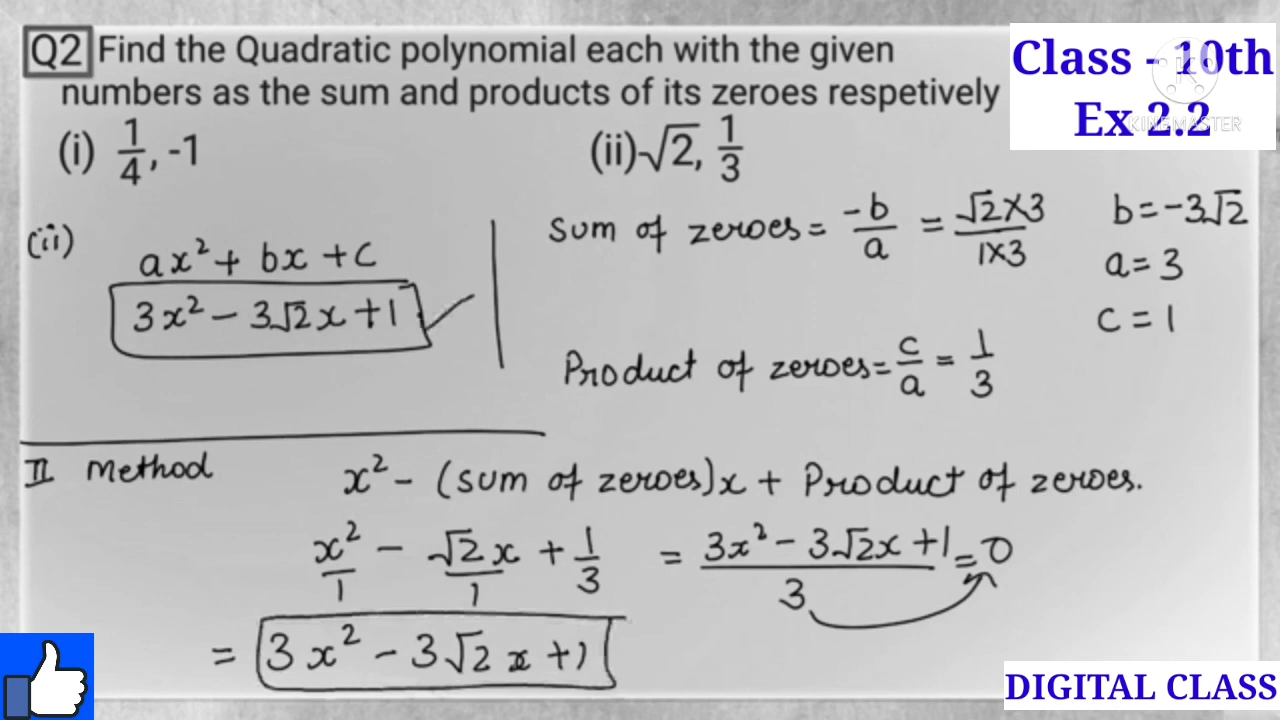 Q2 Find the Quadratic polynomial each with the given
numbers as the sum and products of its zeroes respetively
Class - 10th
Ex 2.2
KINEMASTER
(i) 1/4, -1
(ii) √2, 1/3
(ii)
ax² + bx + c
3x² - 3√2x + 1
Sum of zeroes = -b/a = √2×3/1×3
b = -3√2
a = 3
c = 1
Product of zeroes = c/a = 1/3
II Method
x² - (sum of zeroes)x + Product of zeroes.
x²/1 - √2x/1 + 1/3 = 3x² - 3√2x + 1/3 = 0
= 3x² - 3√2x + 1
DIGITAL CLASS